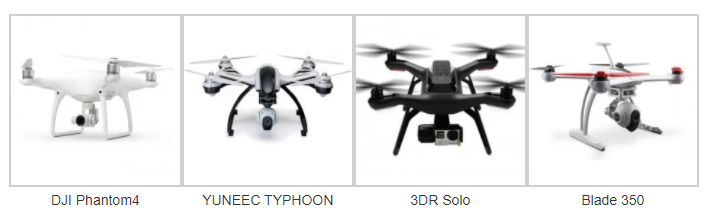 DJI Phantom4
YUNEEC TYPHOON
3DR Solo
Blade 350